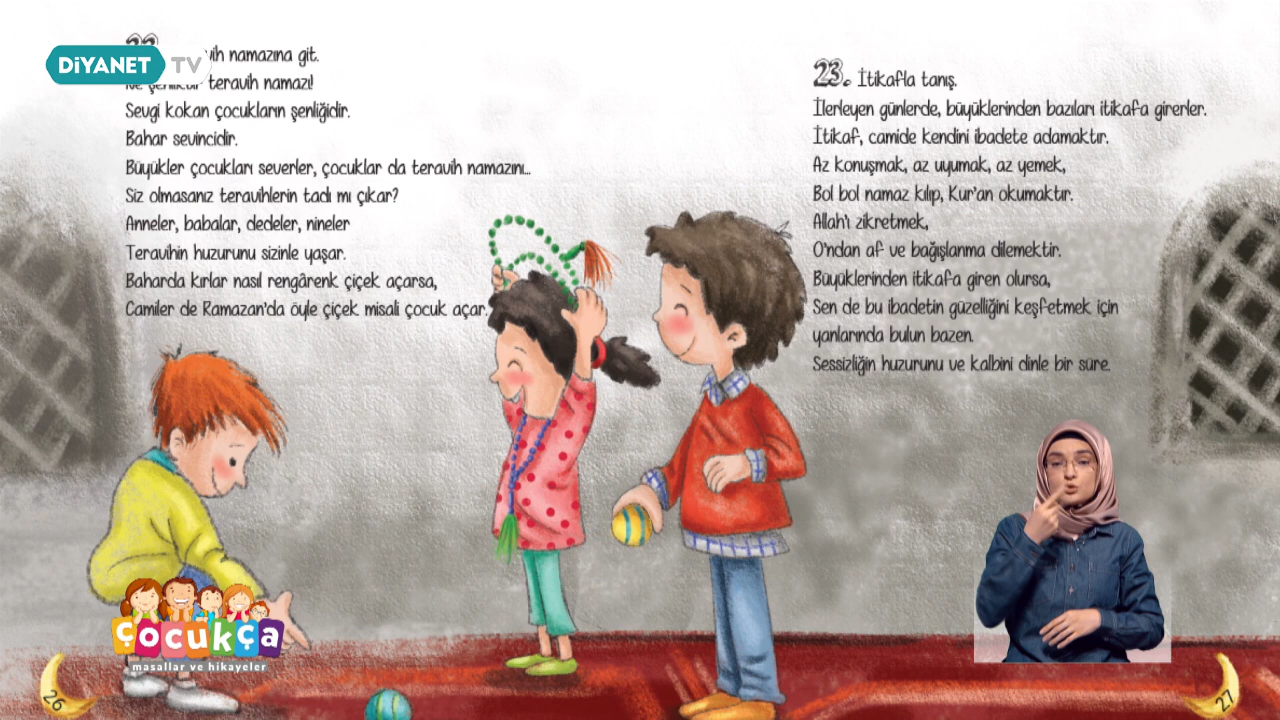 DİYANET TV
namazına git.
teravih namazı!
Sevgi kokan çocukların şenliğidir.
Bahar sevincidir.
Büyükler çocukları severler, çocuklar da teravih namazını...
Siz olmasanız teravihlerin tadı mı çıkar?
Anneler, babalar, dedeler, nineler
Teravihin huzurunu sizinle yaşar.
Baharda kırlar nasıl rengârenk çiçek açarsa,
Camiler de Ramazan'da öyle çiçek misali çocuk açar.
23. İtikafla tanış.
İlerleyen günlerde, büyüklerinden bazıları itikafa girerler.
İtikaf, camide kendini ibadete adamaktır.
Az konuşmak, az uyumak, az yemek,
Bol bol namaz kılıp, Kur'an okumaktır.
Allah'ı zikretmek,
O'ndan af ve bağışlanma dilemektir.
Büyüklerinden itikafa giren olursa,
Sen de bu ibadetin güzelliğini keşfetmek için
yanlarında bulun bazen.
Sessizliğin huzurunu ve kalbini dinle bir süre.
çocukça
masallar ve hikayeler
26
27